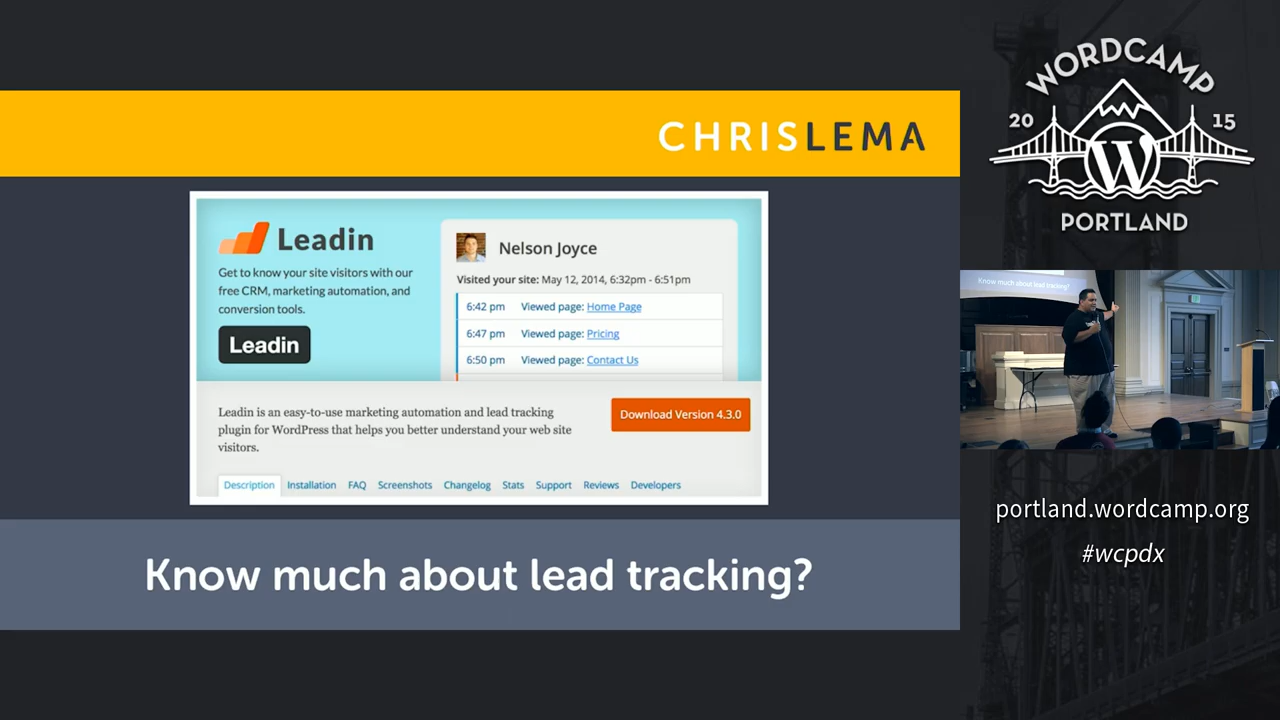 CHRISLEMA
Leadin
Get to know your site visitors with our
free CRM, marketing automation, and
conversion tools.
Leadin
Nelson Joyce
Visited your site: May 12, 2014, 6:32pm - 6:51pm
6:42 pm Viewed page: Home Page
6:47 pm Viewed page: Pricing
6:50 pm Viewed page: Contact Us
Leadin is an easy-to-use marketing automation and lead tracking
plugin for WordPress that helps you better understand your web site
visitors.
Download Version 4.3.0
Description Installation FAQ Screenshots Changelog Stats Support Reviews Developers
Know much about lead tracking?
WORDCAMP
20 15
W
PORTLAND
Know much about lead tracking?
portland.wordcamp.org
#wcpdx